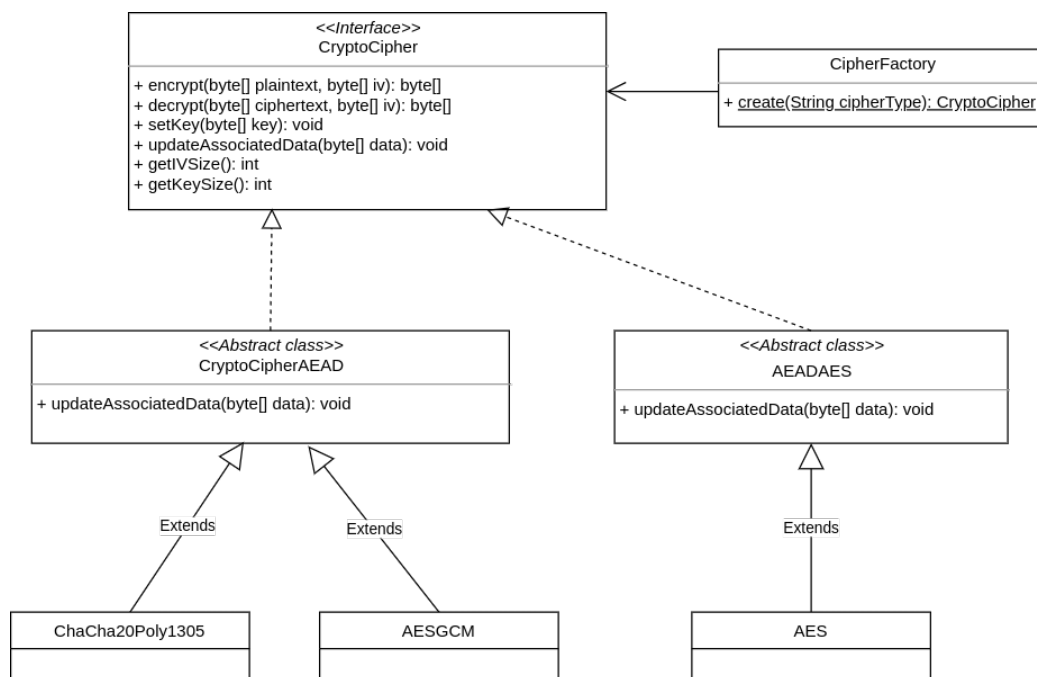 <<Interface>>
CryptoCipher
+ encrypt(byte[] plaintext, byte[] iv): byte[]
+ decrypt(byte[] ciphertext, byte[] iv): byte[]
+ setKey(byte[] key): void
+ updateAssociatedData(byte[] data): void
+ getIVSize(): int
+ getKeySize(): int
CipherFactory
+ create(String cipherType): CryptoCipher
<<Abstract class>>
CryptoCipherAEAD
+ updateAssociatedData(byte[] data): void
<<Abstract class>>
AEADAES
+ updateAssociatedData(byte[] data): void
Extends
Extends
Extends
ChaCha20Poly1305
AESGCM
AES